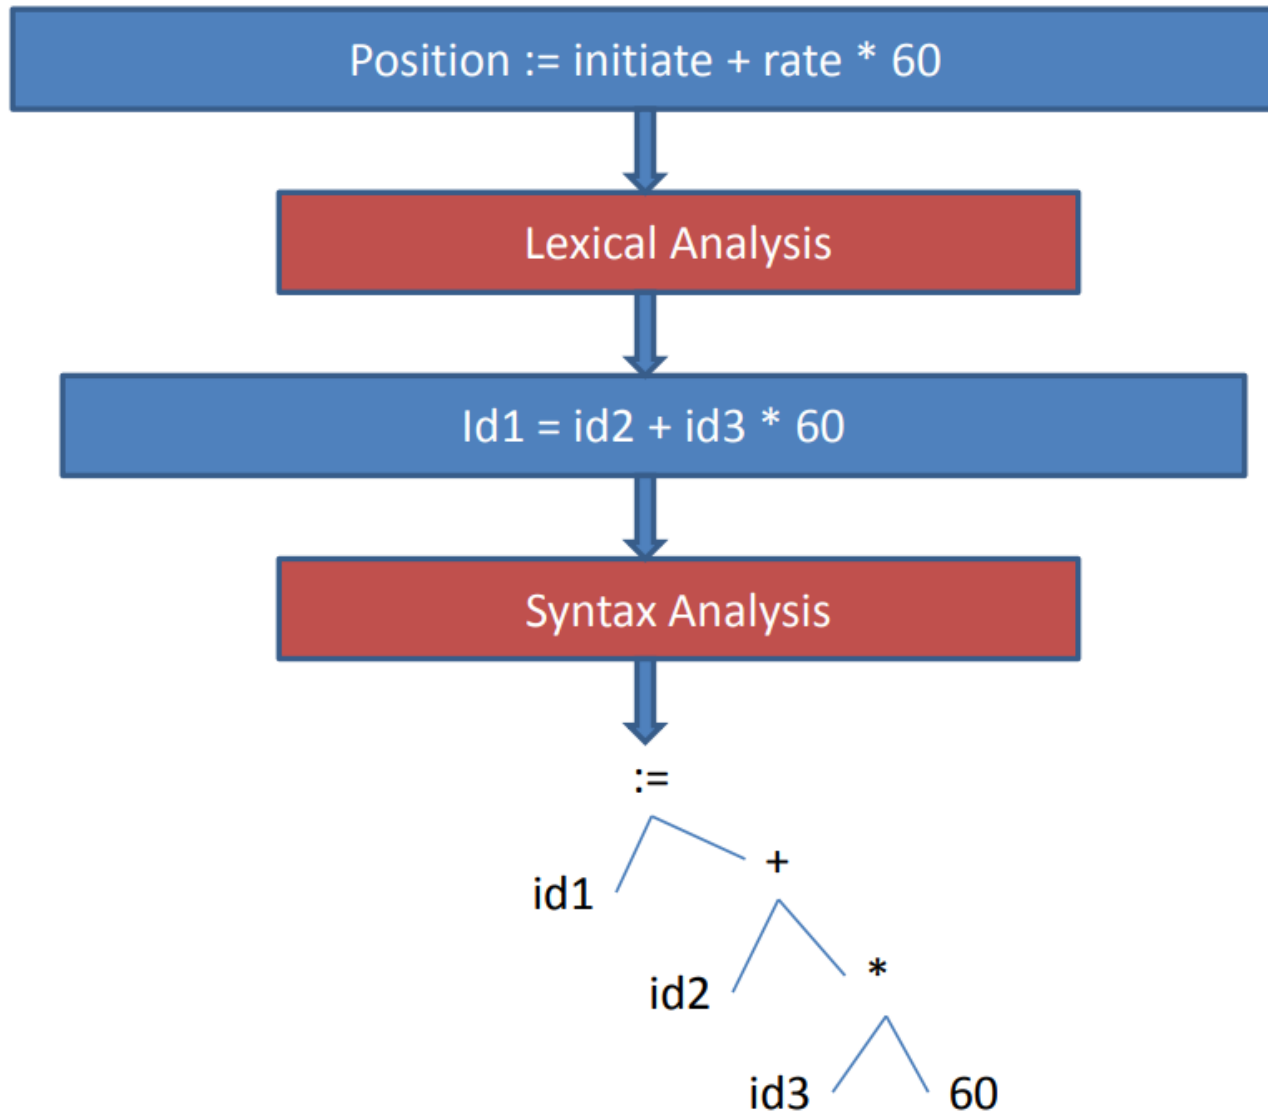 Position := initiate + rate * 60
Lexical Analysis
Id1 = id2 + id3 * 60
Syntax Analysis
:=
+
id1
*
id2
id3 60